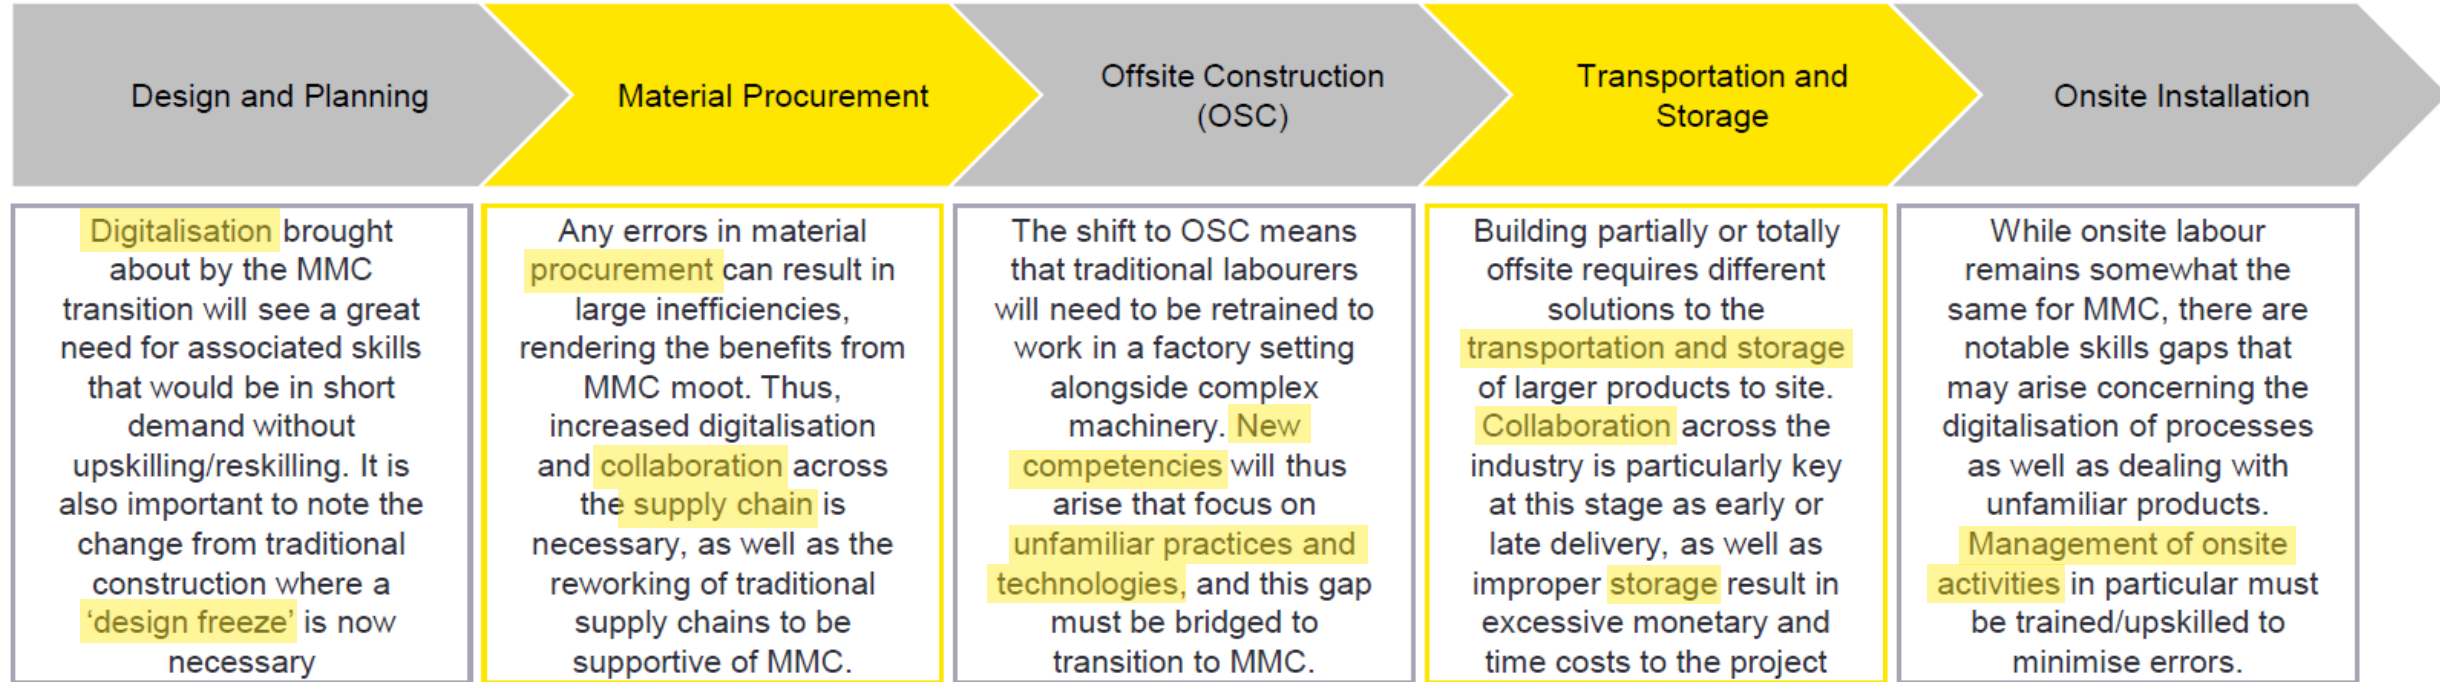 Design and Planning
Material Procurement
Offsite Construction
(OSC)
Transportation and
Storage
Onsite Installation
Digitalisation brought
about by the MMC
transition will see a great
need for associated skills
that would be in short
demand without
upskilling/reskilling. It is
also important to note the
change from traditional
construction where a
‘design freeze’ is now
necessary
Any errors in material
procurement can result in
large inefficiencies,
rendering the benefits from
MMC moot. Thus,
increased digitalisation
and collaboration across
the supply chain is
necessary, as well as the
reworking of traditional
supply chains to be
supportive of MMC.
The shift to OSC means
that traditional labourers
will need to be retrained to
work in a factory setting
alongside complex
machinery. New
competencies will thus
arise that focus on
unfamiliar practices and
technologies, and this gap
must be bridged to
transition to MMC.
Building partially or totally
offsite requires different
solutions to the
transportation and storage
of larger products to site.
Collaboration across the
industry is particularly key
at this stage as early or
late delivery, as well as
improper storage result in
excessive monetary and
time costs to the project
While onsite labour
remains somewhat the
same for MMC, there are
notable skills gaps that
may arise concerning the
digitalisation of processes
as well as dealing with
unfamiliar products.
Management of onsite
activities in particular must
be trained/upskilled to
minimise errors.